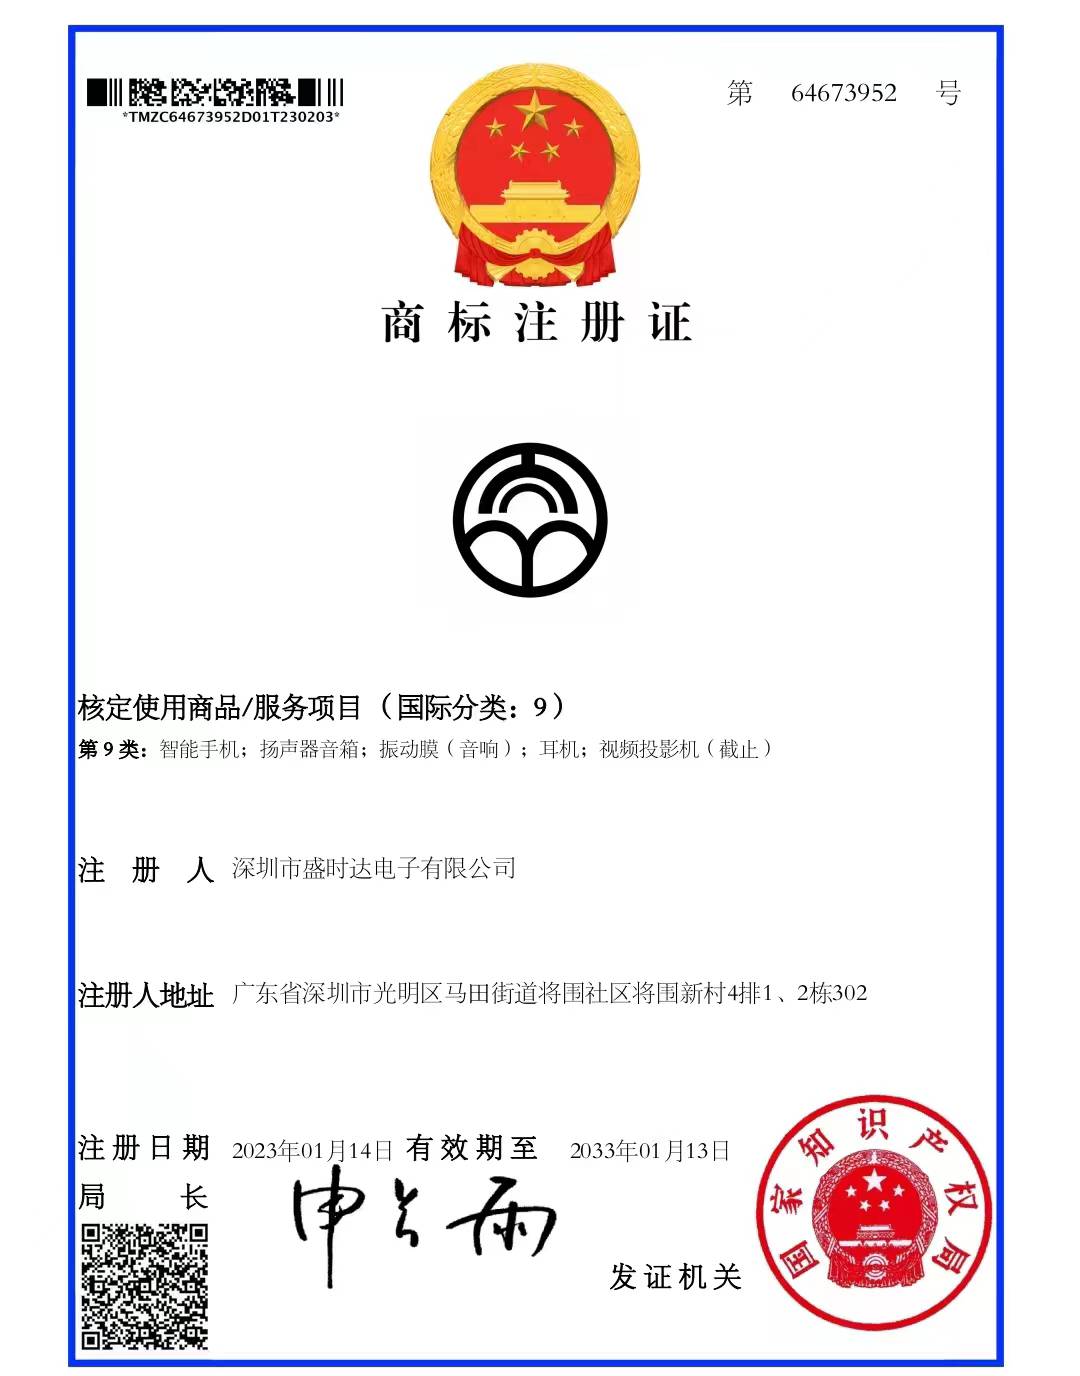 第 64673952 号
*TMZC64673952D01T230203*
商标注册证
核定使用商品/服务项目（国际分类：9）
第9类：智能手机；扬声器音箱；振动膜（音响）；耳机；视频投影机（截止）
注册人 深圳市盛时达电子有限公司
注册人地址 广东省深圳市光明区马田街道将围社区将围新村4排1、2栋302
注册日期 2023年01月14日 有效期至 2033年01月13日
局长 申长雨
发证机关
国家知识产权局